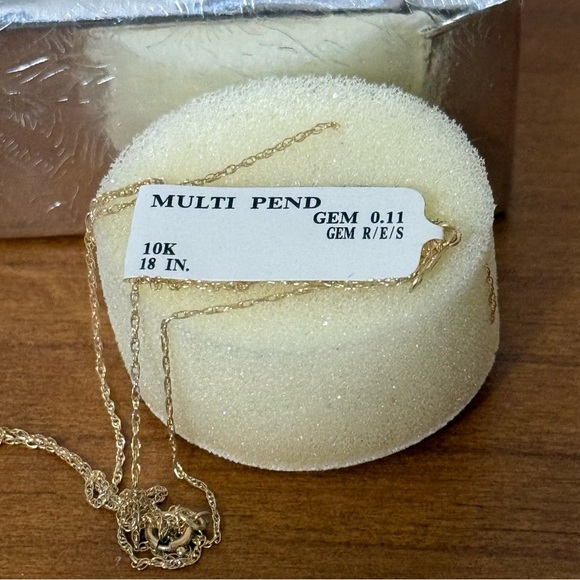 MULTI PEND
GEM 0.11
GEM R/E/S
10K
18 IN.